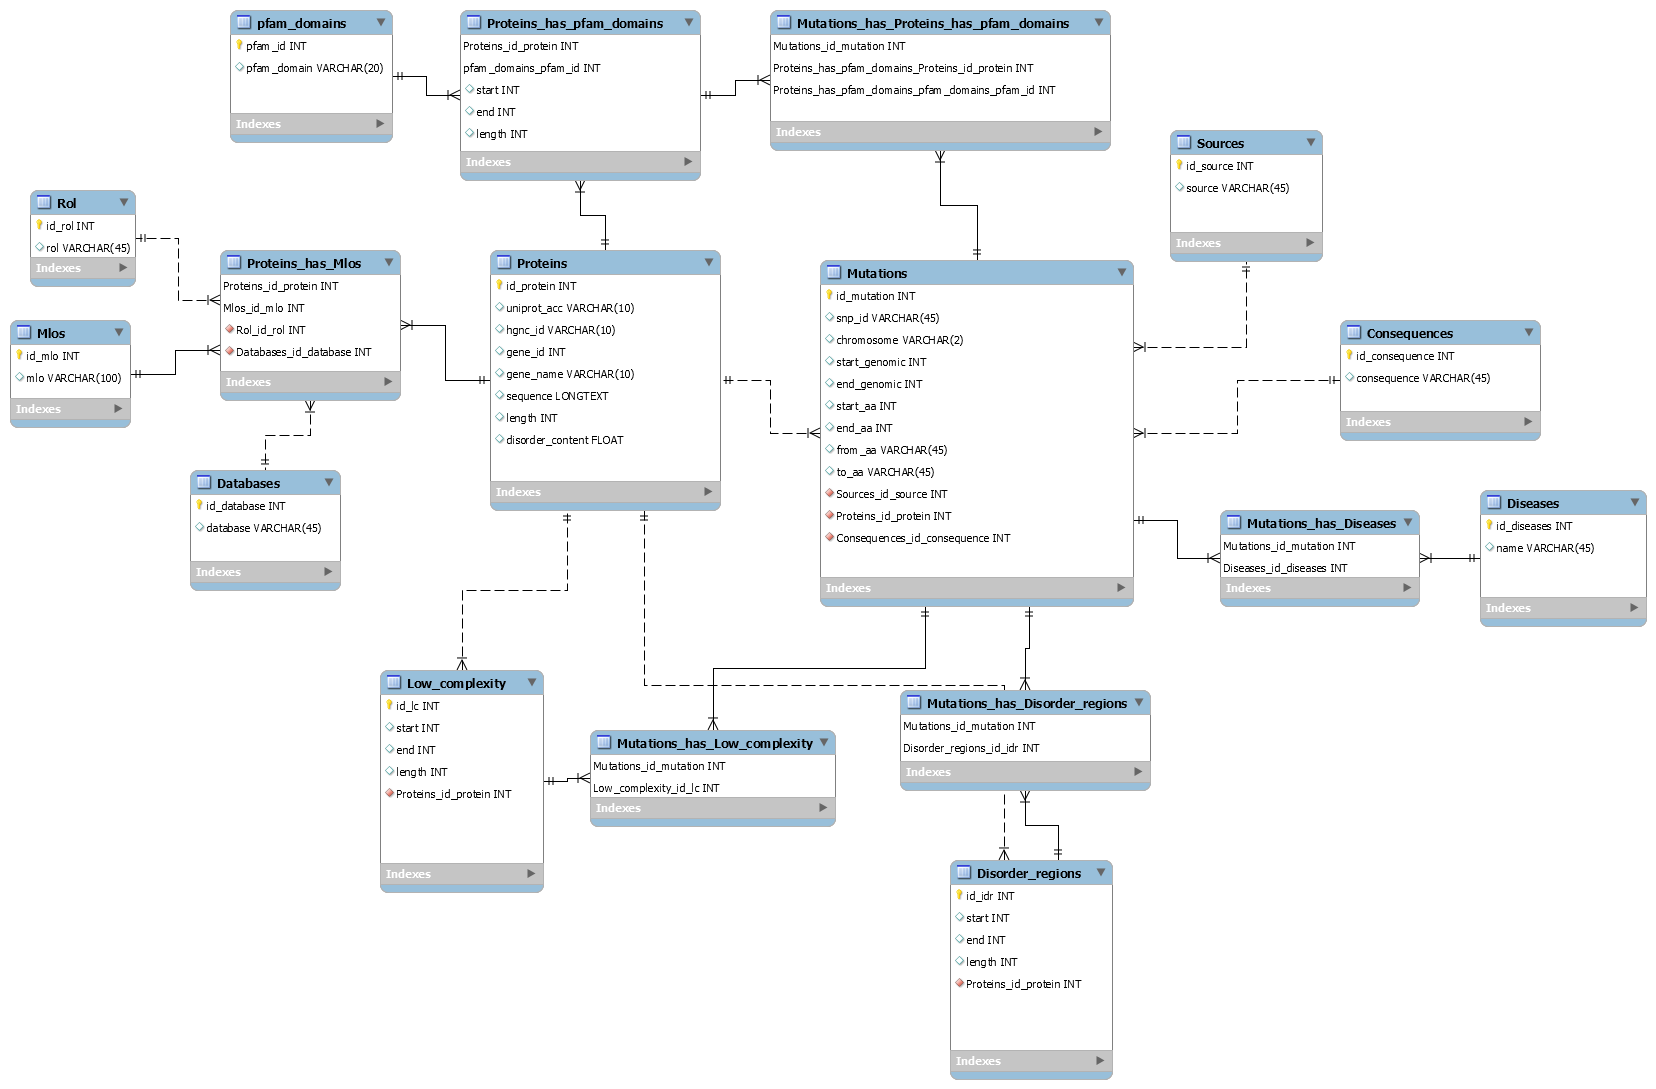 pfam_domains
pfam_id INT
pfam_domain VARCHAR(20)
Indexes
Proteins_has_pfam_domains
Proteins_id_protein INT
pfam_domains_pfam_id INT
start INT
end INT
length INT
Indexes
Mutations_has_Proteins_has_pfam_domains
Mutations_id_mutation INT
Proteins_has_pfam_domains_Proteins_id_protein INT
Proteins_has_pfam_domains_pfam_domains_pfam_id INT
Indexes
Sources
id_source INT
source VARCHAR(45)
Indexes
Rol
id_rol INT
rol VARCHAR(45)
Indexes
Proteins_has_Mlos
Proteins_id_protein INT
Mlos_id_mlo INT
Rol_id_rol INT
Databases_id_database INT
Indexes
Proteins
id_protein INT
uniprot_acc VARCHAR(10)
hgnc_id VARCHAR(10)
gene_id INT
gene_name VARCHAR(10)
sequence LONGTEXT
length INT
disorder_content FLOAT
Indexes
Mutations
id_mutation INT
snp_id VARCHAR(45)
chromosome VARCHAR(2)
start_genomic INT
end_genomic INT
start_aa INT
end_aa INT
from_aa VARCHAR(45)
to_aa VARCHAR(45)
Sources_id_source INT
Proteins_id_protein INT
Consequences_id_consequence INT
Indexes
Mlos
id_mlo INT
mlo VARCHAR(100)
Indexes
Consequences
id_consequence INT
consequence VARCHAR(45)
Indexes
Databases
id_database INT
database VARCHAR(45)
Indexes
Mutations_has_Diseases
Mutations_id_mutation INT
Diseases_id_diseases INT
Indexes
Diseases
id_diseases INT
name VARCHAR(45)
Indexes
Low_complexity
id_lc INT
start INT
end INT
length INT
Proteins_id_protein INT
Indexes
Mutations_has_Low_complexity
Mutations_id_mutation INT
Low_complexity_id_lc INT
Indexes
Mutations_has_Disorder_regions
Mutations_id_mutation INT
Disorder_regions_id_idr INT
Indexes
Disorder_regions
id_idr INT
start INT
end INT
length INT
Proteins_id_protein INT
Indexes